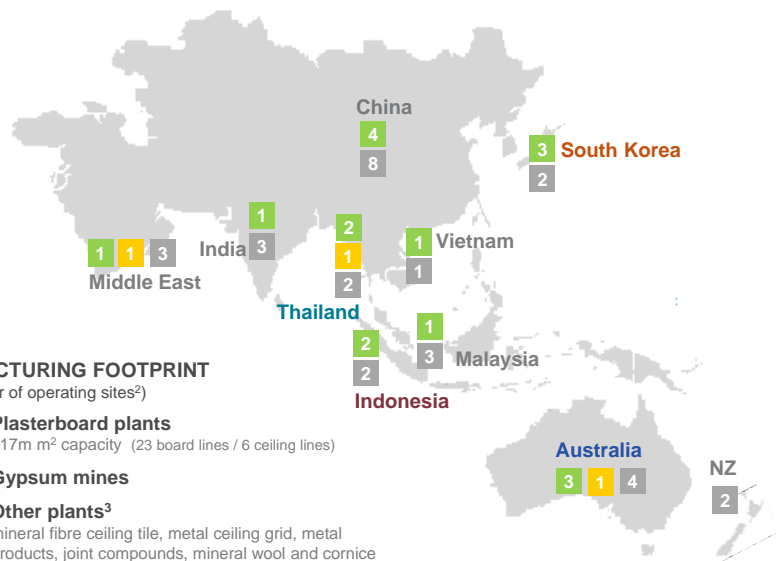 China
4
8
3 South Korea
2
1
India 3
2
1
2
1 Vietnam
1
1 1 3
Middle East
Thailand
2
2
1
3 Malaysia
Indonesia
CTURING FOOTPRINT
r of operating sites²)
Plasterboard plants
17m m² capacity (23 board lines / 6 ceiling lines)
Gypsum mines
Other plants³
mineral fibre ceiling tile, metal ceiling grid, metal
products, joint compounds, mineral wool and cornice
Australia
3 1 4
NZ
2